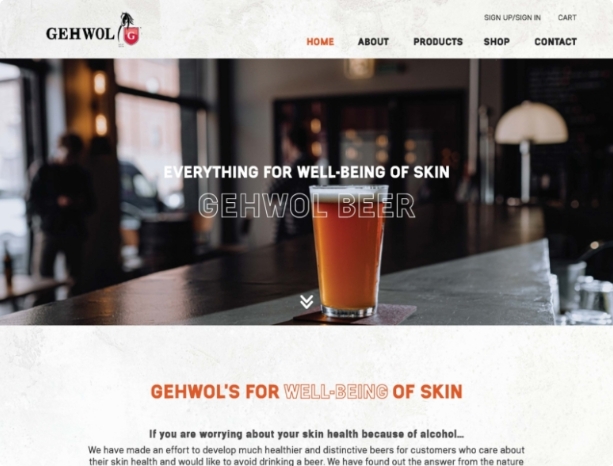 SIGN UP/SIGN IN CART
GEHWOL
G
HOME ABOUT PRODUCTS SHOP CONTACT
EVERYTHING FOR WELL-BEING OF SKIN
GEHWOL BEER
GEHWOL'S FOR WELL-BEING OF SKIN
If you are worrying about your skin health because of alcohol...
We have made an effort to develop much healthier and distinctive beers for customers who care about
their skin health and would like to avoid drinking a beer. We have found out the answer from the nature